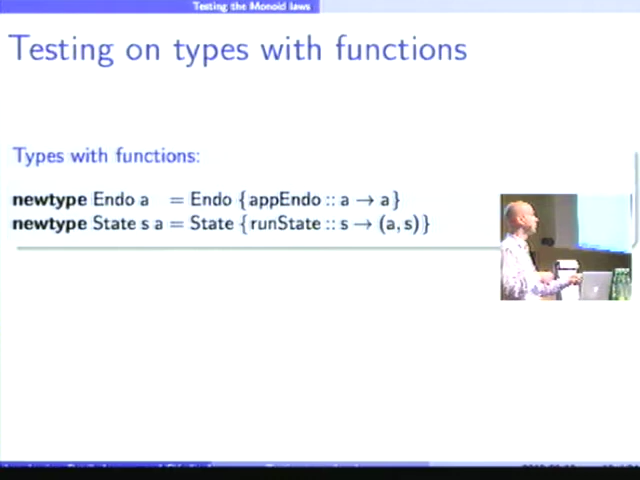 Testing the Monoid laws
Testing on types with functions
Types with functions:
newtype Endo a = Endo {appEndo :: a → a}
newtype State s a = State {runState :: s → (a, s)}